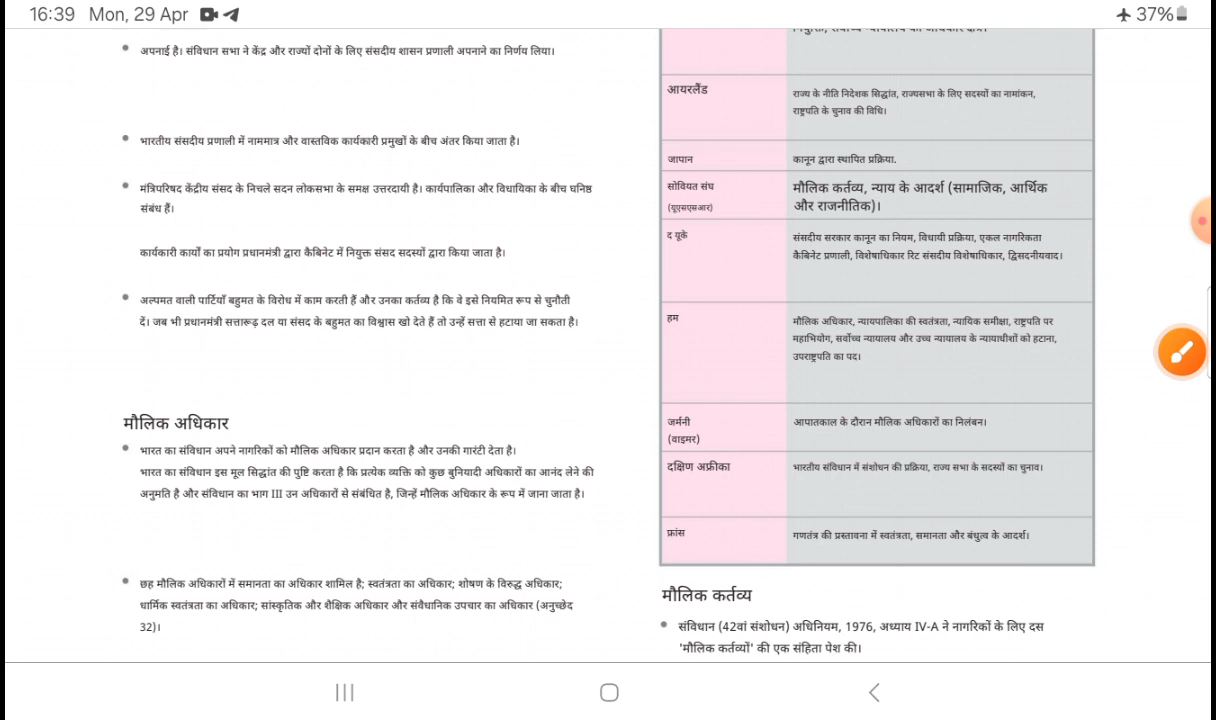 16:39 Mon, 29 Apr
37%
अपनाई है। संविधान सभा ने केंद्र और राज्यों दोनों के लिए संसदीय शासन प्रणाली अपनाने का निर्णय लिया।
भारतीय संसदीय प्रणाली में नाममात्र और वास्तविक कार्यकारी प्रमुखों के बीच अंतर किया जाता है।
मंत्रिपरिषद केंद्रीय संसद के निचले सदन लोकसभा के समक्ष उत्तरदायी है। कार्यपालिका और विधायिका के बीच घनिष्ठ
संबंध हैं।
कार्यकारी कार्यों का प्रयोग प्रधानमंत्री द्वारा कैबिनेट में नियुक्त संसद सदस्यों द्वारा किया जाता है।
अल्पमत वाली पार्टियाँ बहुमत के विरोध में काम करती हैं और उनका कर्तव्य है कि वे इसे नियमित रूप से चुनौती
दें। जब भी प्रधानमंत्री सत्तारूढ़ दल या संसद के बहुमत का विश्वास खो देते हैं तो उन्हें सत्ता से हटाया जा सकता है।
मौलिक अधिकार
भारत का संविधान अपने नागरिकों को मौलिक अधिकार प्रदान करता है और उनकी गारंटी देता है।
भारत का संविधान इस मूल सिद्धांत की पुष्टि करता है कि प्रत्येक व्यक्ति को कुछ बुनियादी अधिकारों का आनंद लेने की
अनुमति है और संविधान का भाग III उन अधिकारों से संबंधित है, जिन्हें मौलिक अधिकार के रूप में जाना जाता है।
छह मौलिक अधिकारों में समानता का अधिकार शामिल है; स्वतंत्रता का अधिकार; शोषण के विरुद्ध अधिकार;
धार्मिक स्वतंत्रता का अधिकार; सांस्कृतिक और शैक्षिक अधिकार और संवैधानिक उपचार का अधिकार (अनुच्छेद
32)।
आयरलैंड
राज्य के नीति निदेशक सिद्धांत, राज्यसभा के लिए सदस्यों का नामांकन,
राष्ट्रपति के चुनाव की विधि।
जापान
कानून द्वारा स्थापित प्रक्रिया.
सोवियत संघ
(यूएसएसआर)
मौलिक कर्तव्य, न्याय के आदर्श (सामाजिक, आर्थिक
और राजनीतिक)।
द यूके
संसदीय सरकार कानून का नियम, विधायी प्रक्रिया, एकल नागरिकता
कैबिनेट प्रणाली, विशेषाधिकार रिट संसदीय विशेषाधिकार, द्विसदनीयवाद।
हम
मौलिक अधिकार, न्यायपालिका की स्वतंत्रता, न्यायिक समीक्षा, राष्ट्रपति पर
महाभियोग, सर्वोच्च न्यायालय और उच्च न्यायालय के न्यायाधीशों को हटाना,
उपराष्ट्रपति का पद।
जर्मनी
(वाइमर)
आपातकाल के दौरान मौलिक अधिकारों का निलंबन।
दक्षिण अफ्रीका
भारतीय संविधान में संशोधन की प्रक्रिया, राज्य सभा के सदस्यों का चुनाव।
फ्रांस
गणतंत्र की प्रस्तावना में स्वतंत्रता, समानता और बंधुत्व के आदर्श।
मौलिक कर्तव्य
संविधान (42वां संशोधन) अधिनियम, 1976, अध्याय IV-A ने नागरिकों के लिए दस
'मौलिक कर्तव्यों' की एक संहिता पेश की।